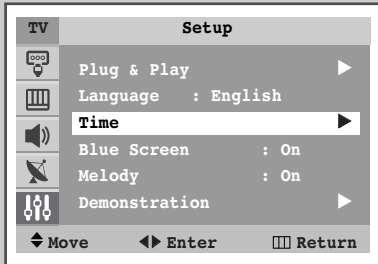 TV Setup
Plug & Play
Language : English
Time
Blue Screen : On
Melody : On
Demonstration
Move Enter Return